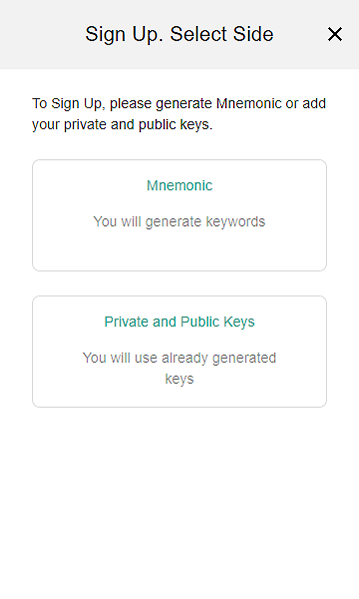 Sign Up. Select Side
To Sign Up, please generate Mnemonic or add
your private and public keys.
Mnemonic
You will generate keywords
Private and Public Keys
You will use already generated
keys